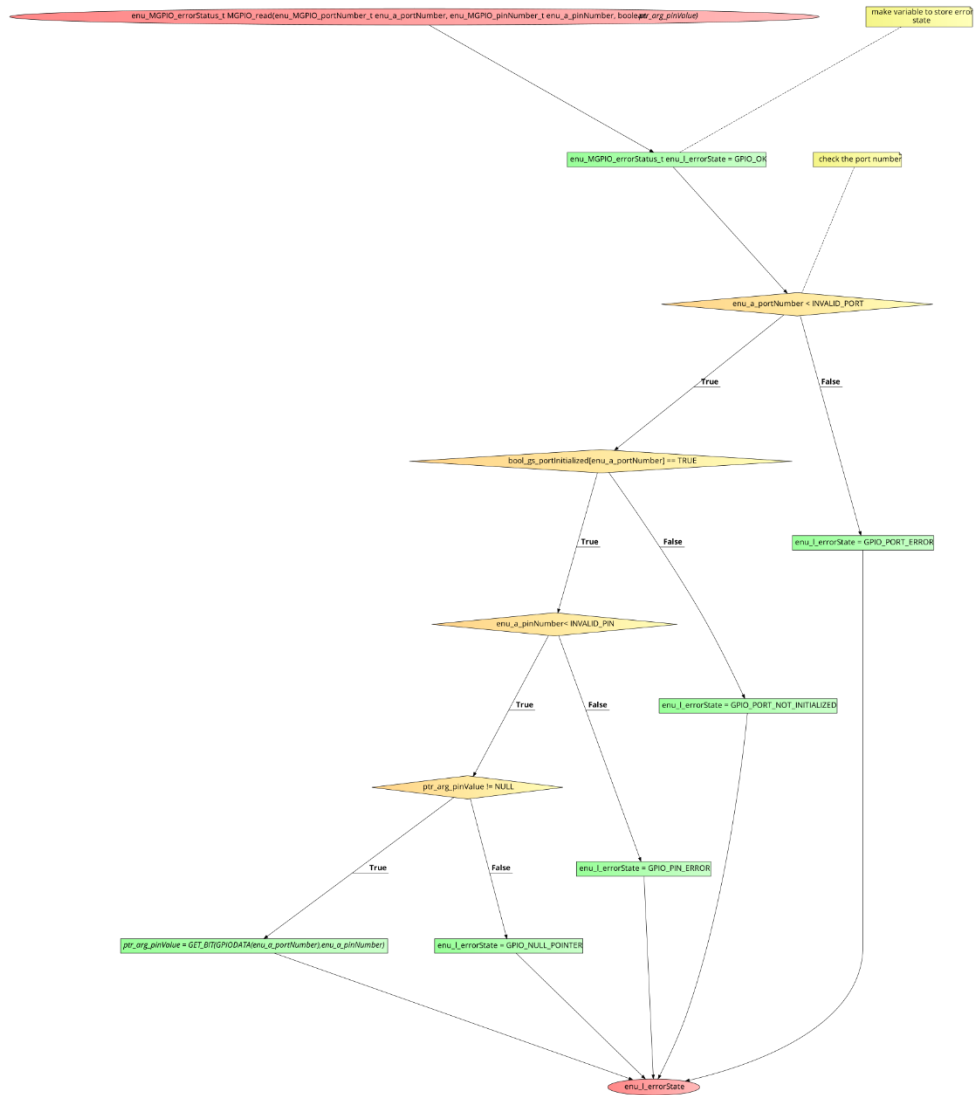 enu_MGPIO_errorStatus_t MGPIO_read(enu_MGPIO_portNumber_t enu_a_portNumber, enu_MGPIO_pinNumber_t enu_a_pinNumber, boolean ptr_arg_pinValue)
make variable to store error
state
enu_MGPIO_errorStatus_t enu_l_errorState = GPIO_OK
check the port number
enu_a_portNumber < INVALID_PORT
True
False
bool_gs_portInitialized[enu_a_portNumber] == TRUE
enu_l_errorState = GPIO_PORT_ERROR
True
False
enu_a_pinNumber< INVALID_PIN
enu_l_errorState = GPIO_PORT_NOT_INITIALIZED
True
False
ptr_arg_pinValue != NULL
enu_l_errorState = GPIO_PIN_ERROR
True
False
ptr_arg_pinValue = GET_BIT(GPIODATA(enu_a_portNumber),enu_a_pinNumber)
enu_l_errorState = GPIO_NULL_POINTER
enu_l_errorState